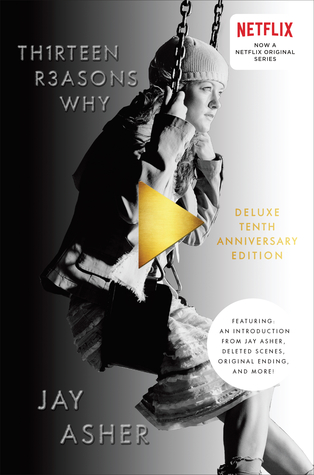 NETFLIX
NOW A
NETFLIX ORIGINAL
SERIES
TH1RTEEN
R3ASONS
WHY
DELUXE
TENTH
ANNIVERSARY
EDITION
FEATURING:
AN INTRODUCTION
FROM JAY ASHER,
DELETED SCENES,
ORIGINAL ENDING,
AND MORE!
JAY
ASHER